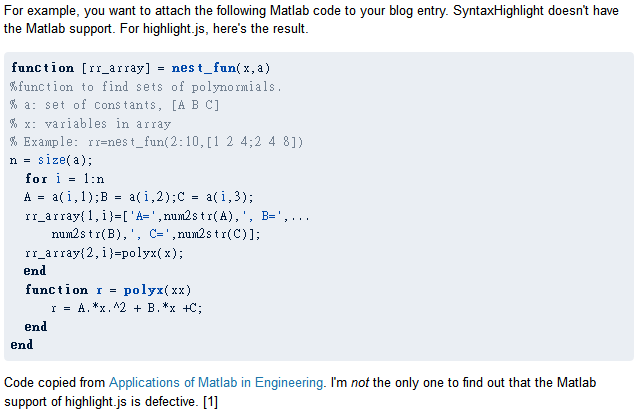 For example, you want to attach the following Matlab code to your blog entry. SyntaxHighlight doesn't have
the Matlab support. For highlight.js, here's the result.
function [rr_array] = nest_fun(x,a)
%function to find sets of polynormials.
% a: set of constants, [A B C]
% x: variables in array
% Example: rr=nest_fun(2:10,[1 2 4;2 4 8])
n = size(a);
for i = 1:n
A = a(i,1);B = a(i,2);C = a(i,3);
rr_array{1,i}=['A=',num2str(A),', B=',...
num2str(B),', C=',num2str(C)];
rr_array{2,i}=polyx(x);
end
function r = polyx(xx)
r = A.*x.^2 + B.*x +C;
end
end
Code copied from Applications of Matlab in Engineering. I'm not the only one to find out that the Matlab
support of highlight.js is defective. [1]